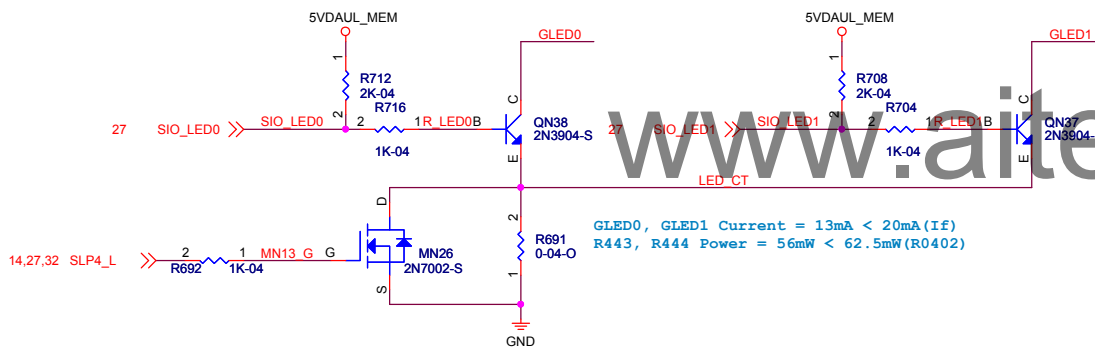 5VDAUL_MEM
5VDAUL_MEM
GLED0
GLED1
1
R712
2K-04
2
1
R708
2K-04
2
R716
R704
27
SIO_LED0
SIO_LED0
2
1
R_LED0
B
C
QN38
2N3904-S
E
1K-04
27
SIO_LED1
SIO_LED1
2
1
R_LED1
B
C
QN37
2N3904-
E
1K-04
www.aite
LED_CT
D
2
R691
0-04-O
1
GLED0, GLED1 Current = 13mA < 20mA(If)
R443, R444 Power = 56mW < 62.5mW(R0402)
14,27,32
SLP4_L
2
R692
1
1K-04
MN13_G
G
MN26
2N7002-S
S
GND